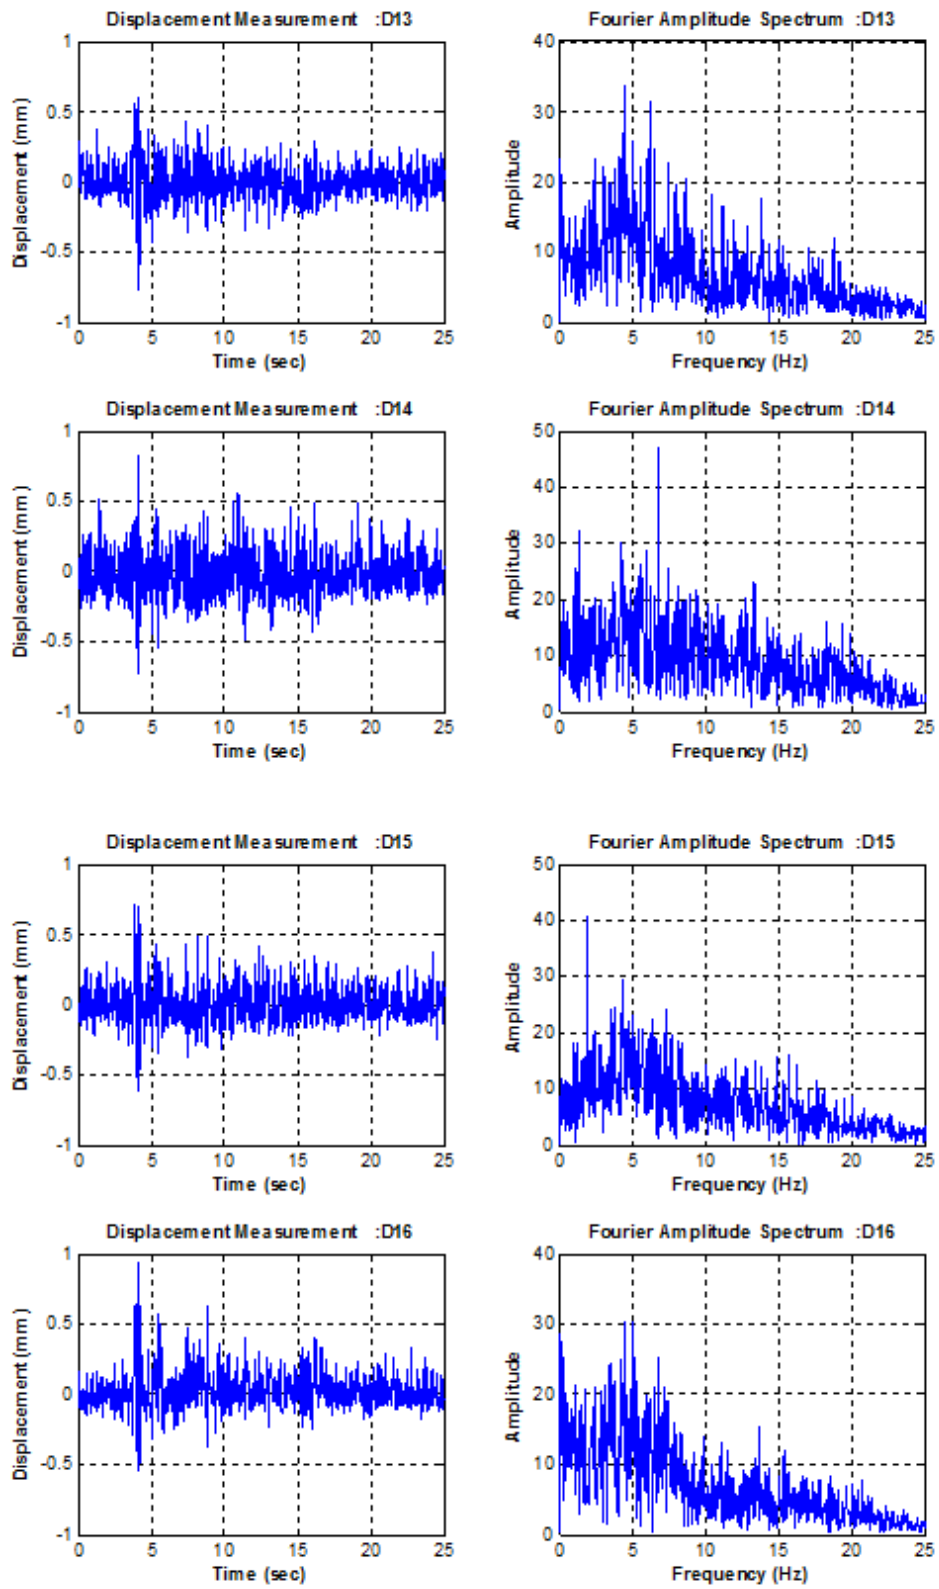 Displacement Measurement :D13
Fourier Amplitude Spectrum :D13
1
0.5
0
-0.5
-1
Displacement (mm)
0 5 10 15 20 25
Time (sec)
40
30
20
10
0
Amplitude
0 5 10 15 20 25
Frequency (Hz)
Displacement Measurement :D14
Fourier Amplitude Spectrum :D14
1
0.5
0
-0.5
-1
Displacement (mm)
0 5 10 15 20 25
Time (sec)
50
40
30
20
10
0
Amplitude
0 5 10 15 20 25
Frequency (Hz)
Displacement Measurement :D15
Fourier Amplitude Spectrum :D15
1
0.5
0
-0.5
-1
Displacement (mm)
0 5 10 15 20 25
Time (sec)
50
40
30
20
10
0
Amplitude
0 5 10 15 20 25
Frequency (Hz)
Displacement Measurement :D16
Fourier Amplitude Spectrum :D16
1
0.5
0
-0.5
-1
Displacement (mm)
0 5 10 15 20 25
Time (sec)
40
30
20
10
0
Amplitude
0 5 10 15 20 25
Frequency (Hz)